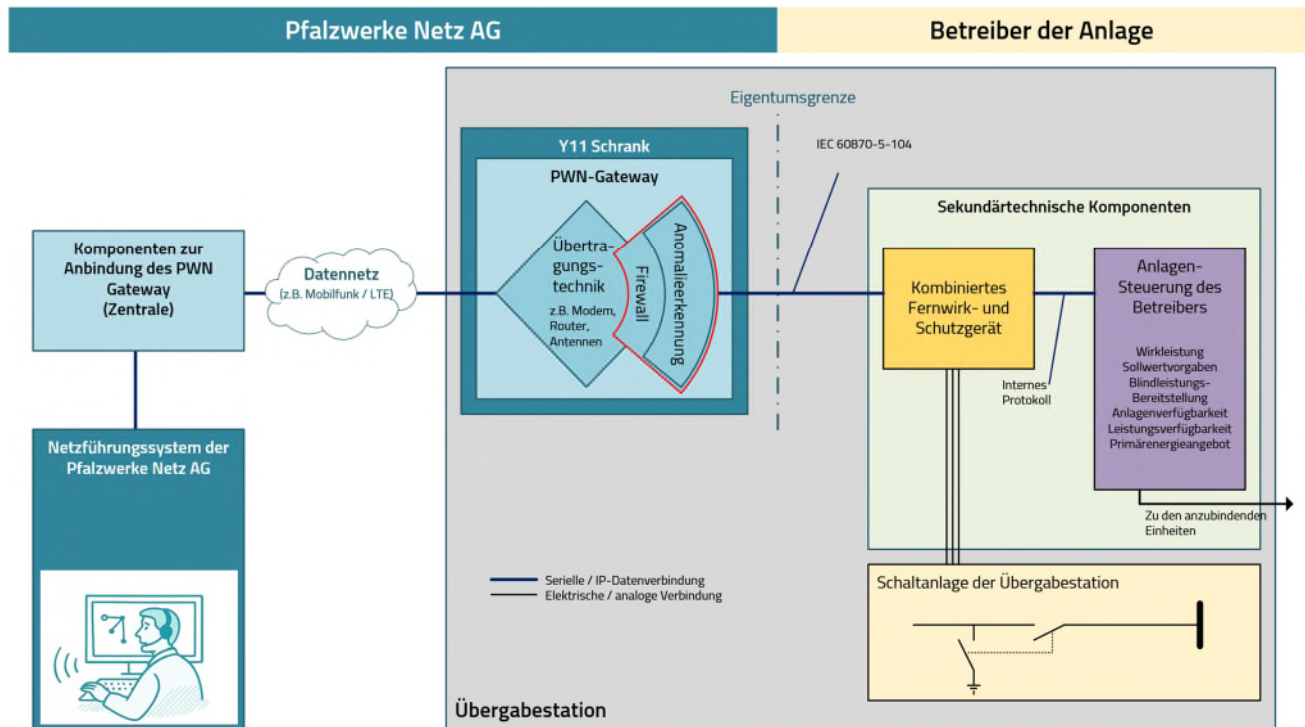 Pfalzwerke Netz AG
Betreiber der Anlage
Eigentumsgrenze
IEC 60870-5-104
Y11 Schrank
PWN-Gateway
Übertra-
gungs-
technik
z.B. Modem,
Router,
Antennen
Firewall
Anomalieerkennung
Komponenten zur
Anbindung des PWN
Gateway
(Zentrale)
Datennetz
(z.B. Mobilfunk / LTE)
Netzführungssystem der
Pfalzwerke Netz AG
Sekundärtechnische Komponenten
Kombiniertes
Fernwirk- und
Schutzgerät
Internes
Protokoll
Anlagen-
Steuerung des
Betreibers
Wirkleistung
Sollwertvorgaben
Blindleistungs-
Bereitstellung
Anlagenverfügbarkeit
Leistungsverfügbarkeit
Primärenergieangebot
Zu den anzubindenden
Einheiten
Serielle / IP-Datenverbindung
Elektrische / analoge Verbindung
Schaltanlage der Übergabestation
Übergabestation